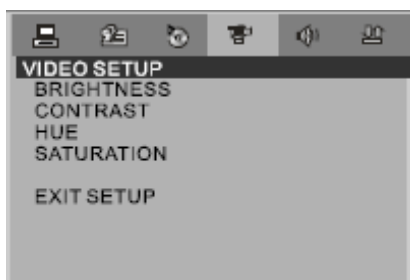 VIDEO SETUP
BRIGHTNESS
CONTRAST
HUE
SATURATION
EXIT SETUP